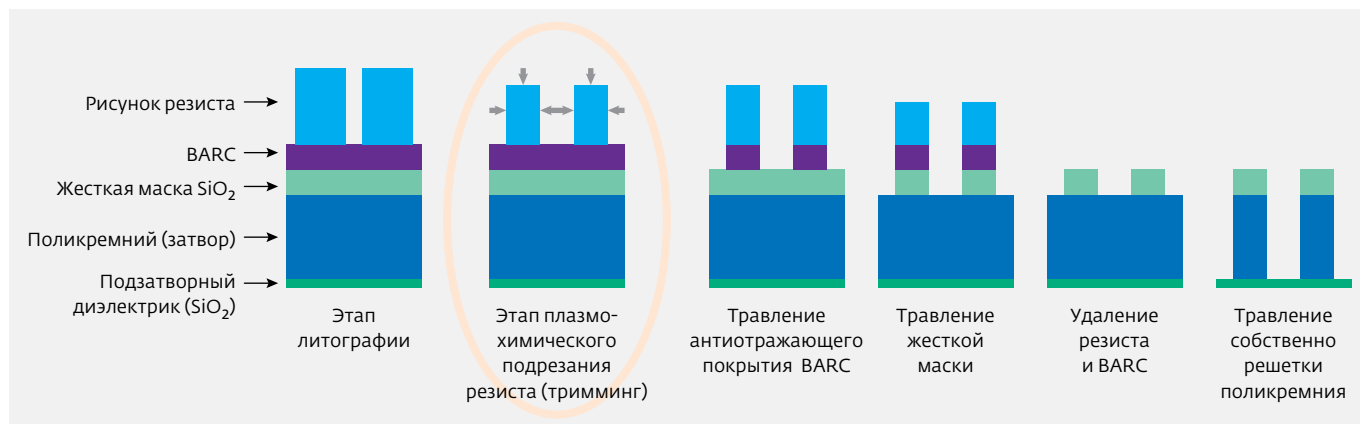 Рисунок резиста
BARC
Жесткая маска SiO₂
Поликремний (затвор)
Подзатворный
диэлектрик (SiO₂)
Этап
литографии
Этап плазмо-
химического
подрезания
резиста (тримминг)
Травление
антиотражающего
покрытия BARC
Травление
жесткой
маски
Удаление
резиста
и BARC
Травление
собственно
решетки
поликремния